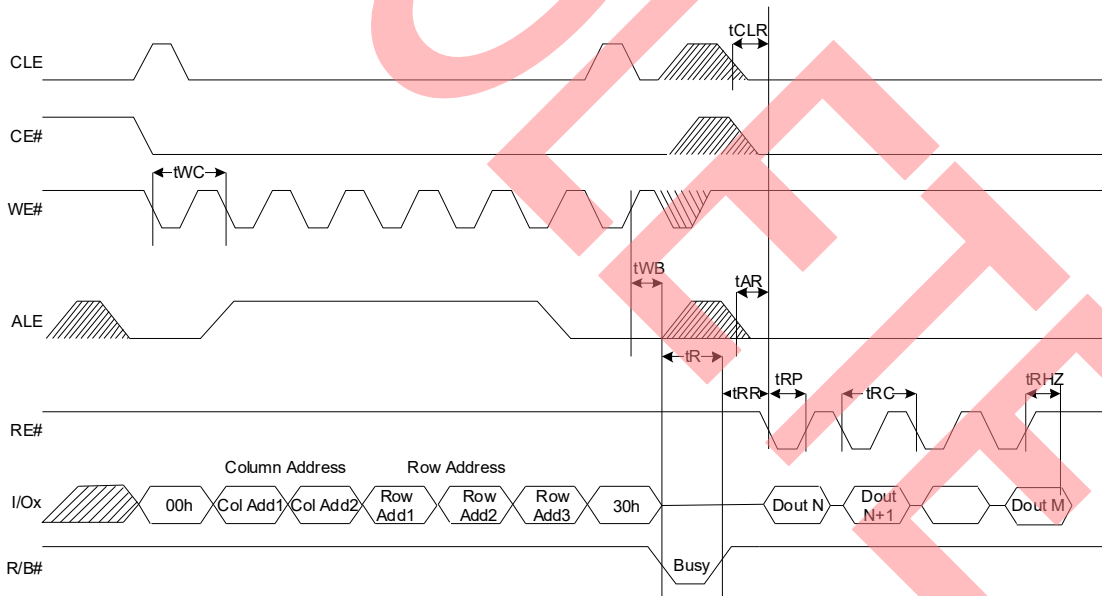 tCLR
CLE
CE#
tWC
WE#
tWB
tAR
ALE
tR
tRR
tRP
tRC
tRHZ
RE#
Column Address
Row Address
I/Ox
00h
Col Add1
Col Add2
Row
Add1
Row
Add2
Row
Add3
30h
Dout N
Dout
N+1
Dout M
R/B#
Busy